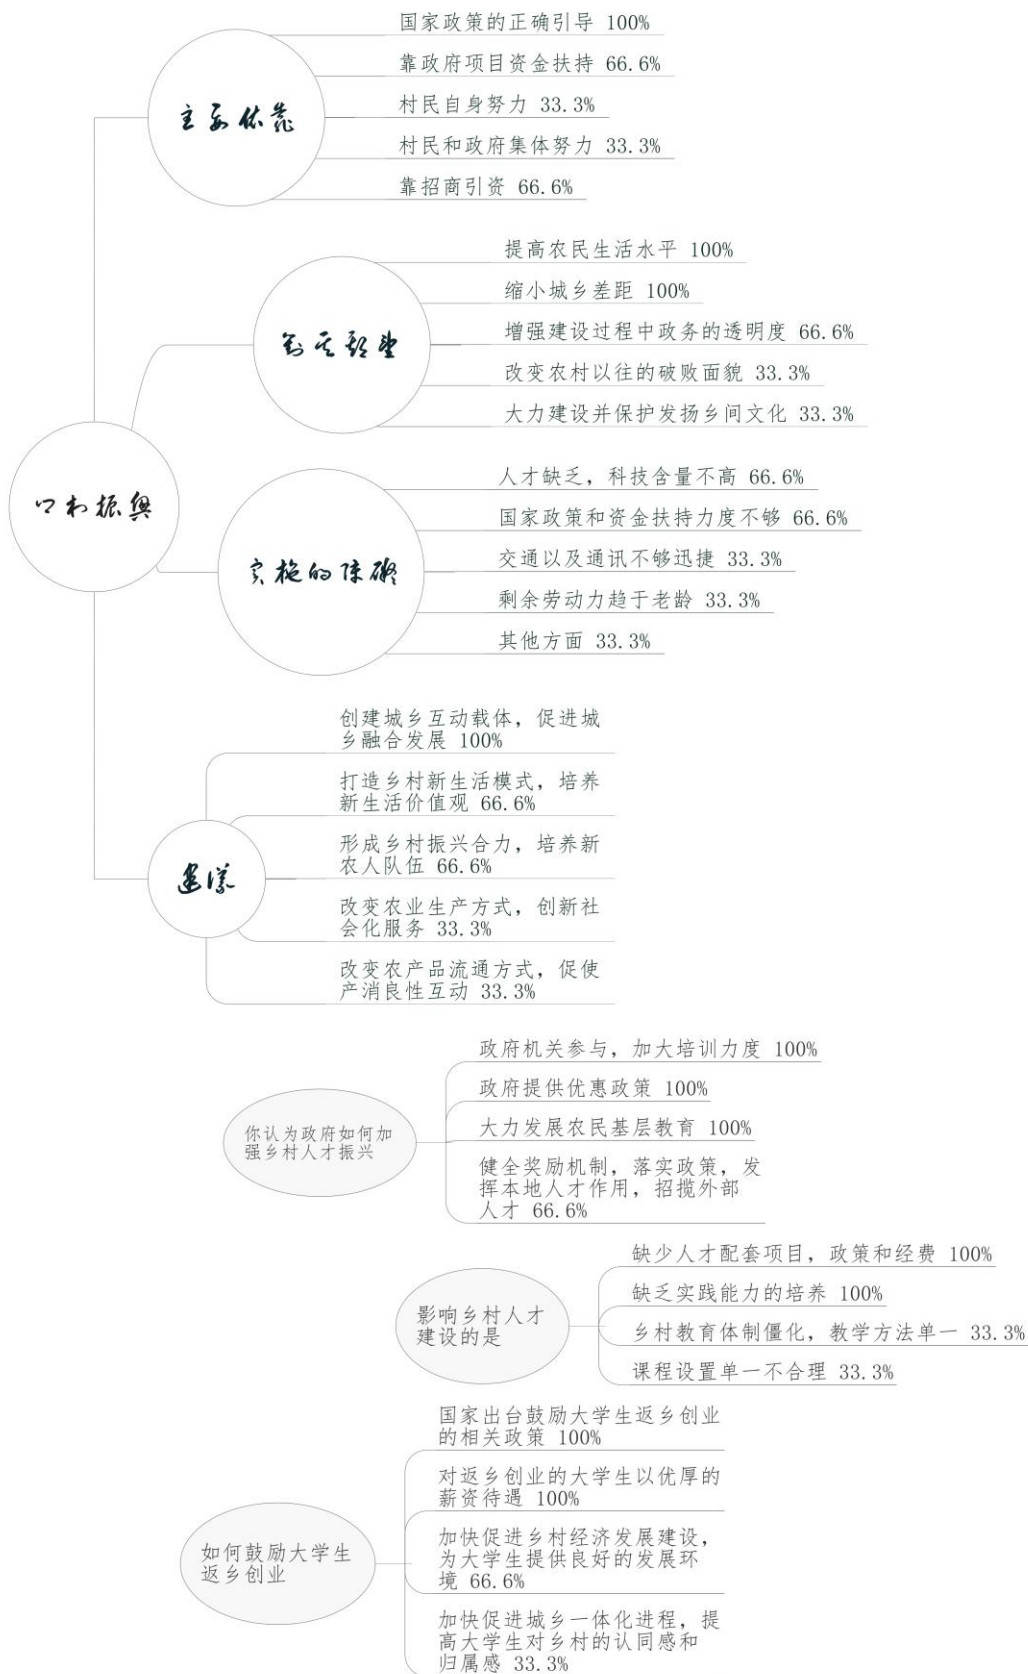 国家政策的正确引导 100%
靠政府项目资金扶持 66.6%
村民自身努力 33.3%
村民和政府集体努力 33.3%
靠招商引资 66.6%
主要依靠
提高农民生活水平 100%
缩小城乡差距 100%
增强建设过程中政务的透明度 66.6%
改变农村以往的破败面貌 33.3%
大力建设并保护发扬乡间文化 33.3%
对其期望
振興
人才缺乏，科技含量不高 66.6%
国家政策和资金扶持力度不够 66.6%
交通以及通讯不够迅捷 33.3%
剩余劳动力趋于老龄 33.3%
其他方面 33.3%
实施的障碍
创建城乡互动载体，促进城
乡融合发展 100%
打造乡村新生活模式，培养
新生活价值观 66.6%
形成乡村振兴合力，培养新
农人队伍 66.6%
改变农业生产方式，创新社
会化服务 33.3%
改变农产品流通方式，促使
产消良性互动 33.3%
建议
政府机关参与，加大培训力度 100%
政府提供优惠政策 100%
大力发展农民基层教育 100%
健全奖励机制，落实政策，发
挥本地人才作用，招揽外部
人才 66.6%
你认为政府如何加
强乡村人才振兴
缺少人才配套项目，政策和经费 100%
缺乏实践能力的培养 100%
乡村教育体制僵化，教学方法单一 33.3%
课程设置单一不合理 33.3%
影响乡村人才
建设的是
国家出台鼓励大学生返乡创业
的相关政策 100%
对返乡创业的大学生以优厚的
薪资待遇 100%
加快促进乡村经济发展建设，
为大学生提供良好的发展环
境 66.6%
加快促进城乡一体化进程，提
高大学生对乡村的认同感和
归属感 33.3%
如何鼓励大学生
返乡创业